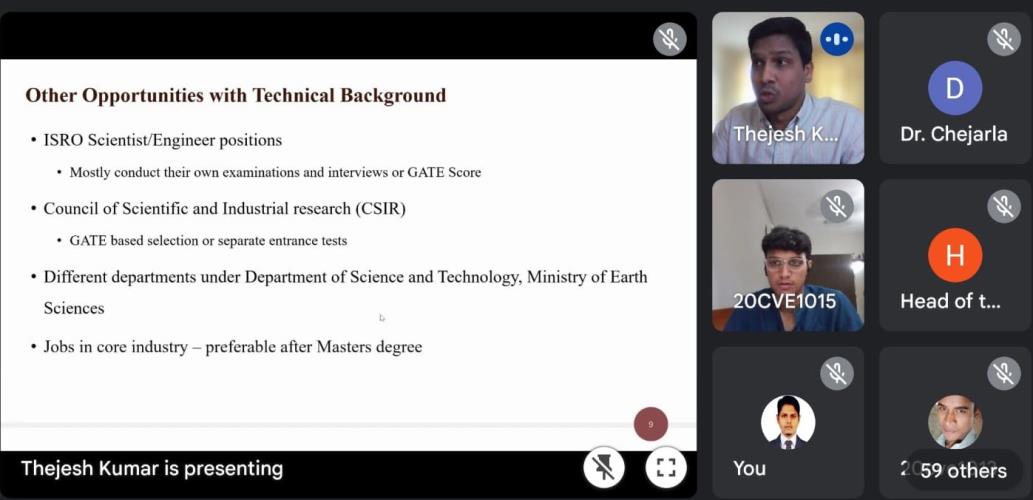 Other Opportunities with Technical Background
• ISRO Scientist/Engineer positions
• Mostly conduct their own examinations and interviews or GATE Score
• Council of Scientific and Industrial research (CSIR)
• GATE based selection or separate entrance tests
• Different departments under Department of Science and Technology, Ministry of Earth
Sciences
• Jobs in core industry – preferable after Masters degree
9
Thejesh Kumar is presenting
Thejesh K...
D
Dr. Chejarla
20CVE1015
H
Head of t...
You
59 others